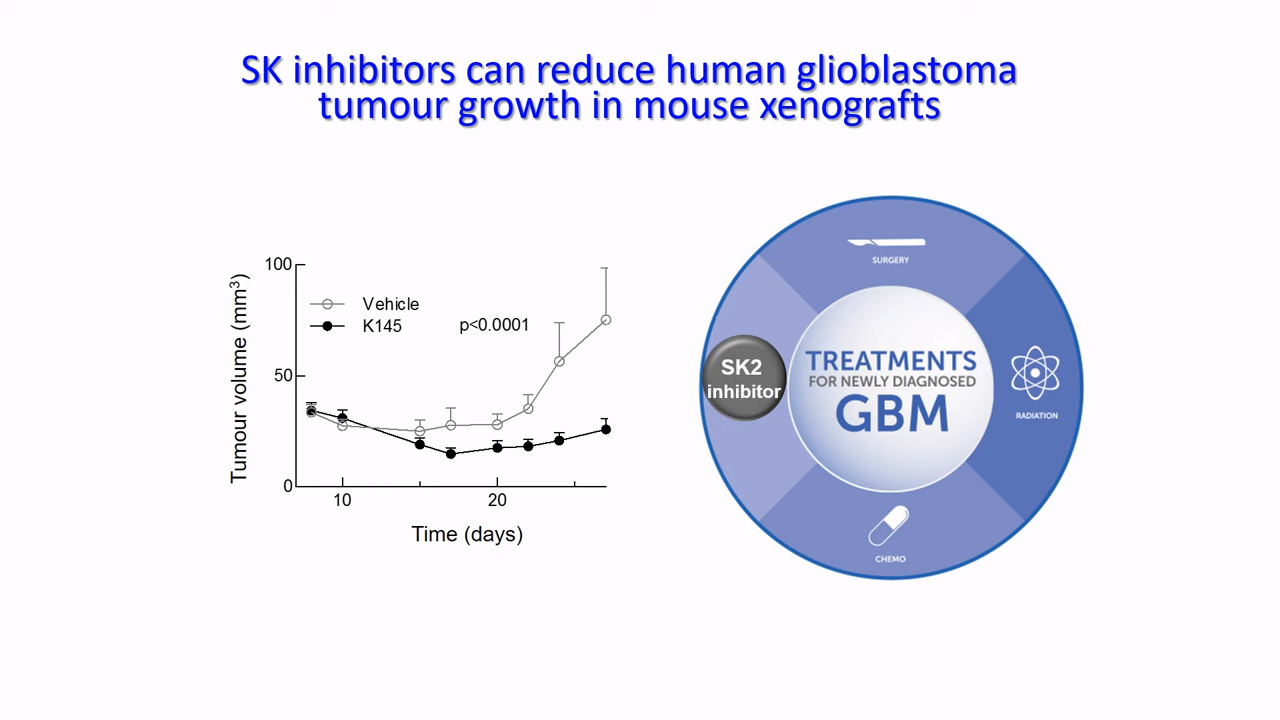 SK inhibitors can reduce human glioblastoma
tumour growth in mouse xenografts
Tumour volume (mm³)
100
50
0
Vehicle
K145
p<0.0001
10
20
Time (days)
SURGERY
SK2
inhibitor
TREATMENTS
FOR NEWLY DIAGNOSED
GBM
RADIATION
CHEMO